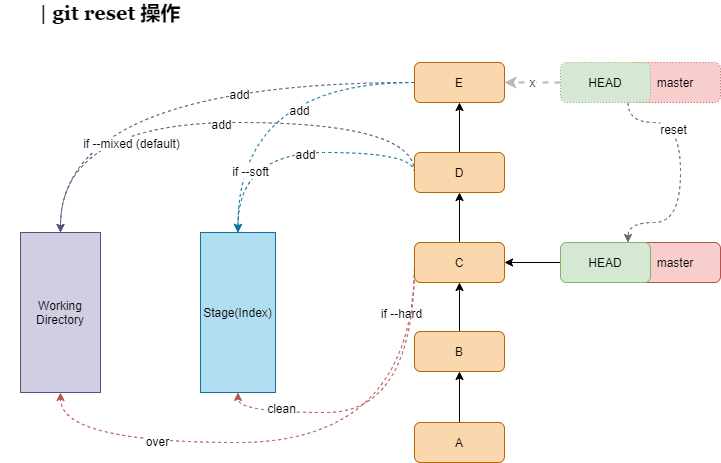 | git reset 操作
E
x
HEAD
master
add
add
add
reset
if --mixed (default)
add
if --soft
D
Working
Directory
Stage(Index)
C
HEAD
master
if --hard
B
clean
over
A